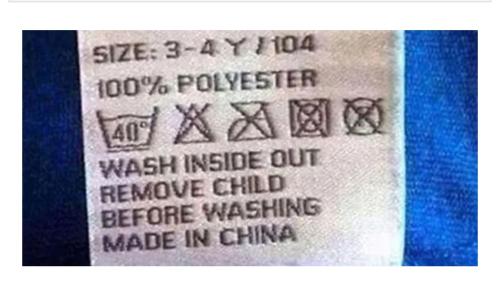 SIZE: 3-4 Y / 104
100% POLYESTER
40°
WASH INSIDE OUT
REMOVE CHILD
BEFORE WASHING
MADE IN CHINA